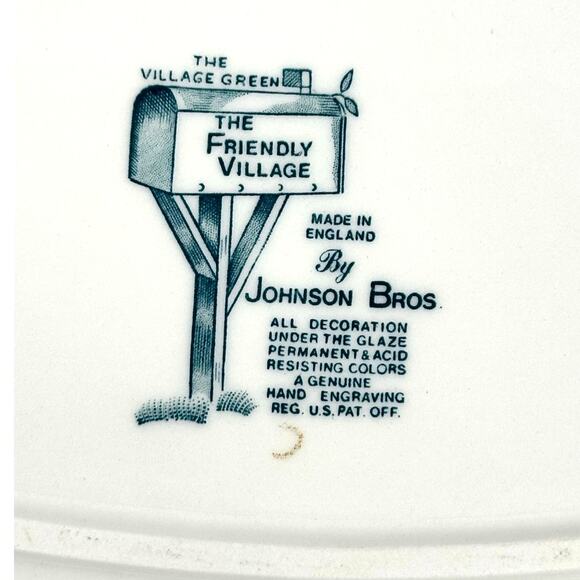 THE
VILLAGE GREEN
THE
FRIENDLY
VILLAGE
MADE IN
ENGLAND
By
JOHNSON BROS.
ALL DECORATION
UNDER THE GLAZE
PERMANENT & ACID
RESISTING COLORS
A GENUINE
HAND ENGRAVING
REG. U.S. PAT. OFF.